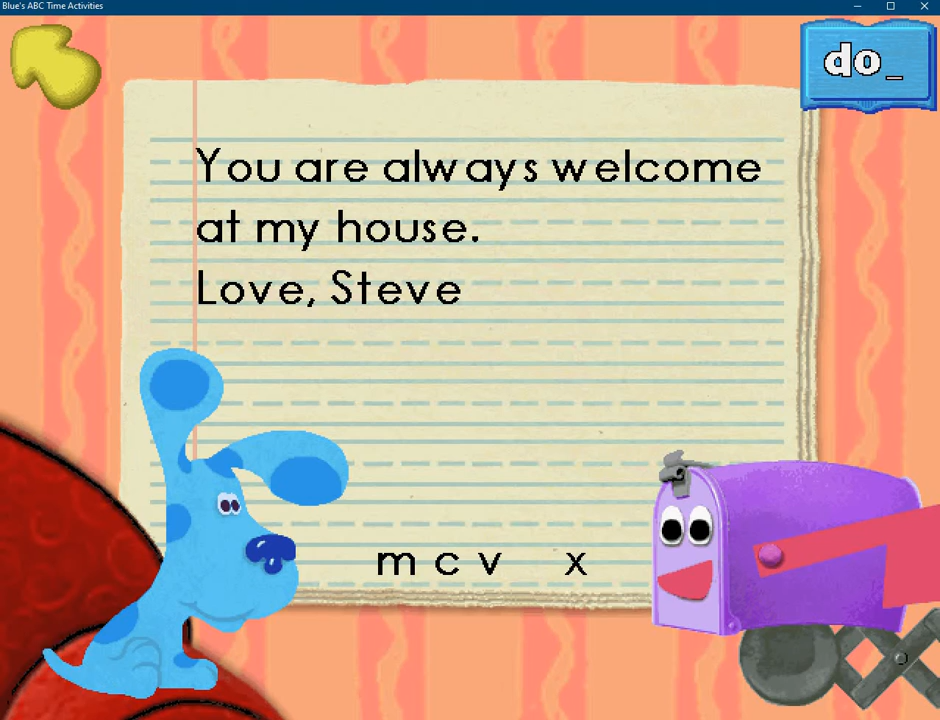 Blue's ABC Time Activities
do_
You are always welcome
at my house.
Love, Steve
m c v x